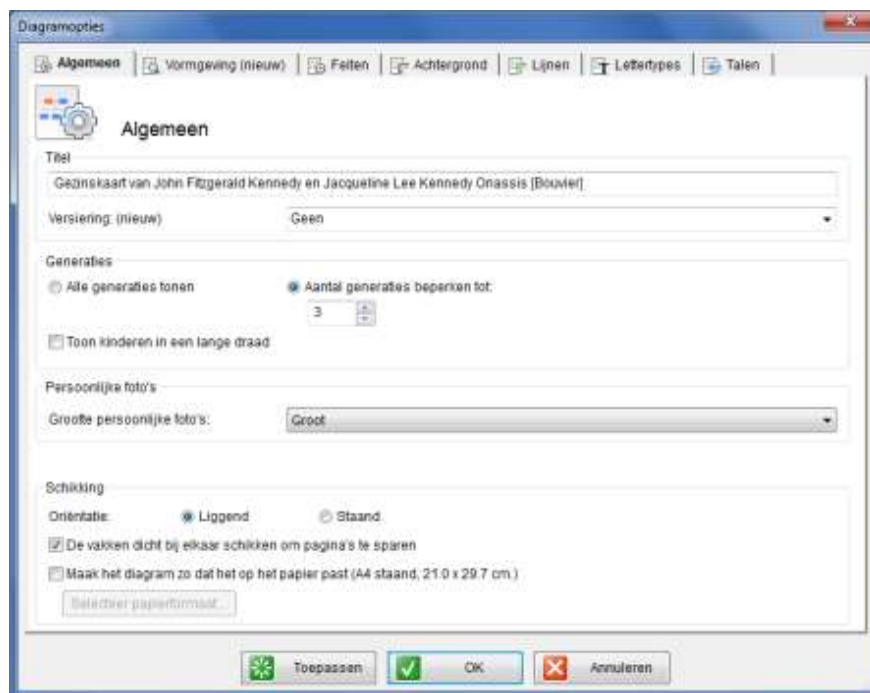 Diagramopties
Algemeen Vormgeving (nieuw) Feiten Achtergrond Lijnen Lettertypes Talen
Algemeen
Titel
Gezinskaart van John Fitzgerald Kennedy en Jacqueline Lee Kennedy Onassis [Bouvier]
Versiering: (nieuw) Geen
Generaties
Alle generaties tonen Aantal generaties beperken tot:
3
Toon kinderen in een lange draad
Persoonlijke foto's
Grootte persoonlijke foto's: Groot
Schikking
Oriëntatie: Liggend Staand
De vakken dicht bij elkaar schikken om pagina's te sparen
Maak het diagram zo dat het op het papier past (A4 staand, 21.0 x 29.7 cm.)
Selecteer papierformaat...
Toepassen OK Annuleren